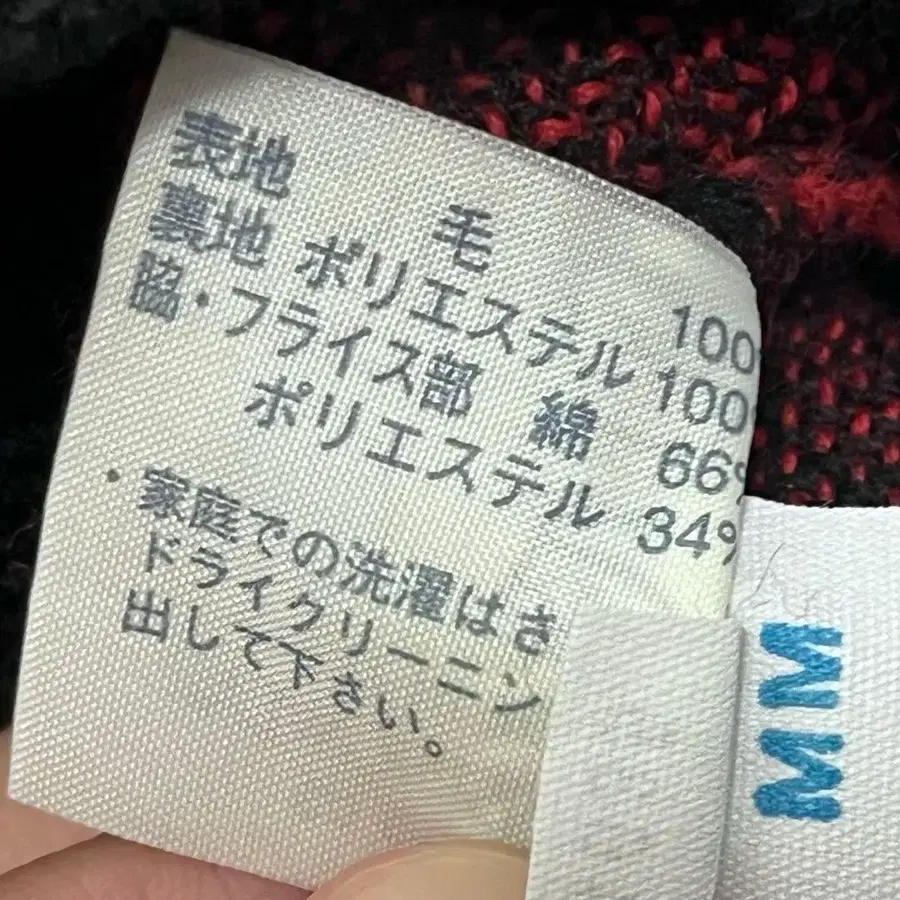 表地 毛 100
裏地 ポリエステル 100
脇・フライス部 綿 66%
ポリエステル 34%
・家庭での洗濯はさ
ドライクリーニン
出して下さい。
MM